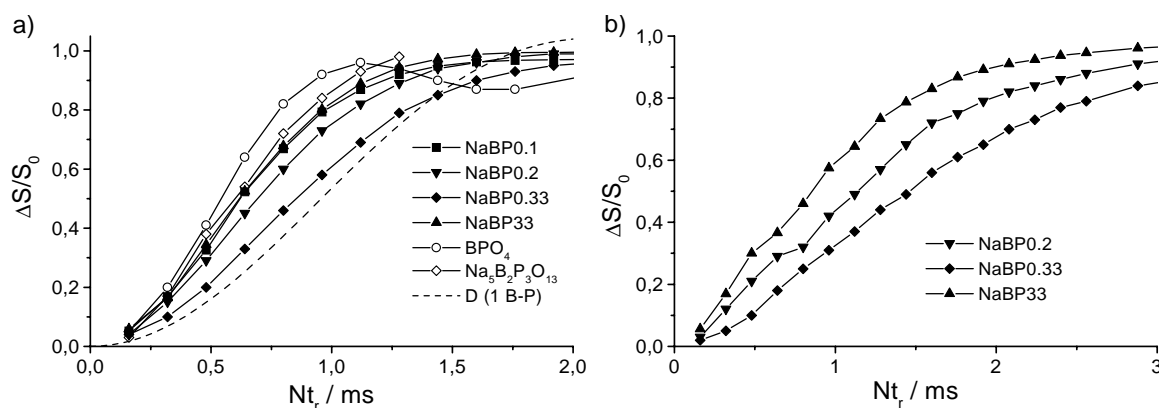 a)
ΔS/S₀
1,0
0,8
0,6
0,4
0,2
0,0
0,0 0,5 1,0 1,5 2,0
Ntᵣ / ms
NaBP0.1
NaBP0.2
NaBP0.33
NaBP33
BPO₄
Na₅B₂P₃O₁₃
D (1 B-P)
b)
ΔS/S₀
1,0
0,8
0,6
0,4
0,2
0,0
0 1 2 3
Ntᵣ / ms
NaBP0.2
NaBP0.33
NaBP33